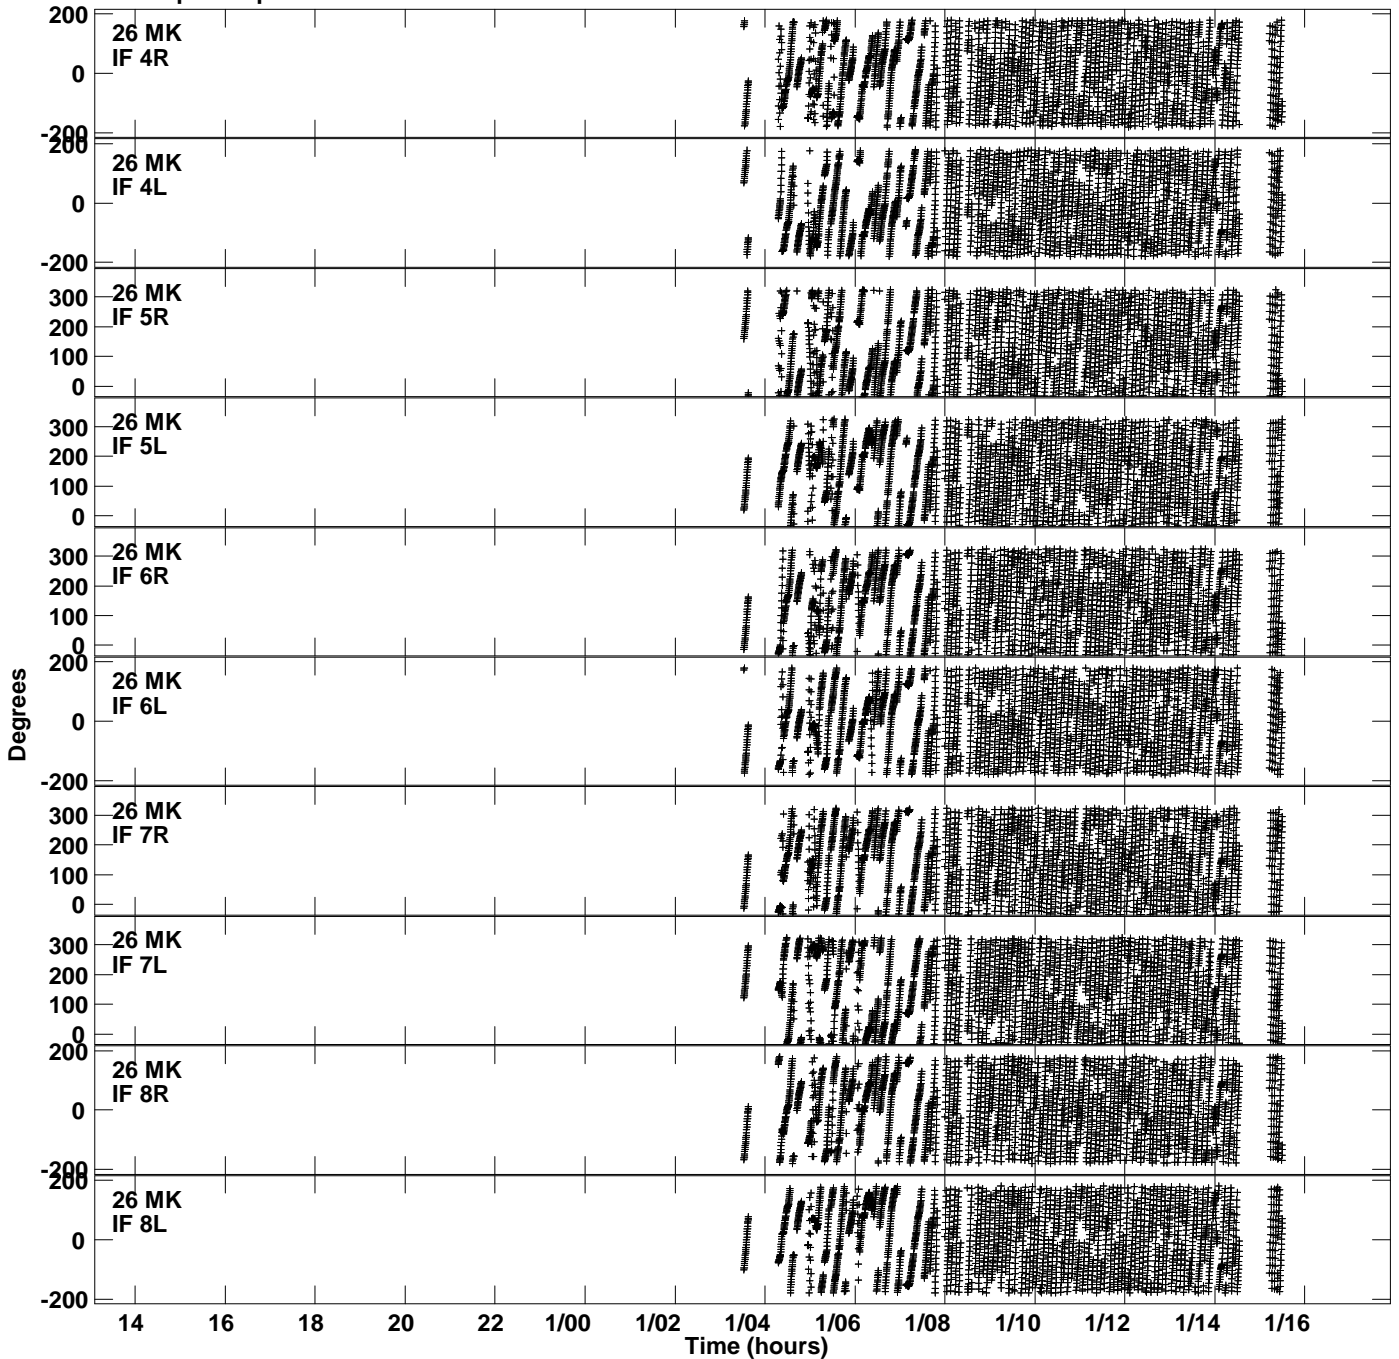 200
26 MK
IF 4R
0
-200
200
26 MK
IF 4L
0
-200
300
26 MK
IF 5R
200
100
0
300
26 MK
IF 5L
200
100
0
300
26 MK
IF 6R
200
100
0
200
26 MK
IF 6L
0
-200
300
26 MK
IF 7R
200
100
0
300
26 MK
IF 7L
200
100
0
200
26 MK
IF 8R
0
-200
200
26 MK
IF 8L
0
-200
Degrees
14 16 18 20 22 1/00 1/02 1/04 1/06 1/08 1/10 1/12 1/14 1/16
Time (hours)